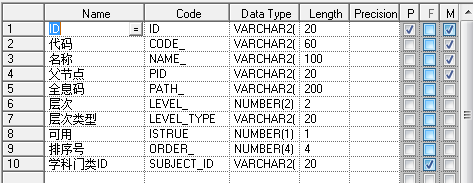 Name Code Data Type Length Precision P F M
1 ID = ID VARCHAR2( 20
2 代码 CODE_ VARCHAR2( 60
3 名称 NAME_ VARCHAR2( 100
4 父节点 PID VARCHAR2( 20
5 全息码 PATH_ VARCHAR2( 200
6 层次 LEVEL_ NUMBER(2) 2
7 层次类型 LEVEL_TYPE VARCHAR2( 20
8 可用 ISTRUE NUMBER(1) 1
9 排序号 ORDER_ NUMBER(4) 4
10 学科门类ID SUBJECT_ID VARCHAR2( 20